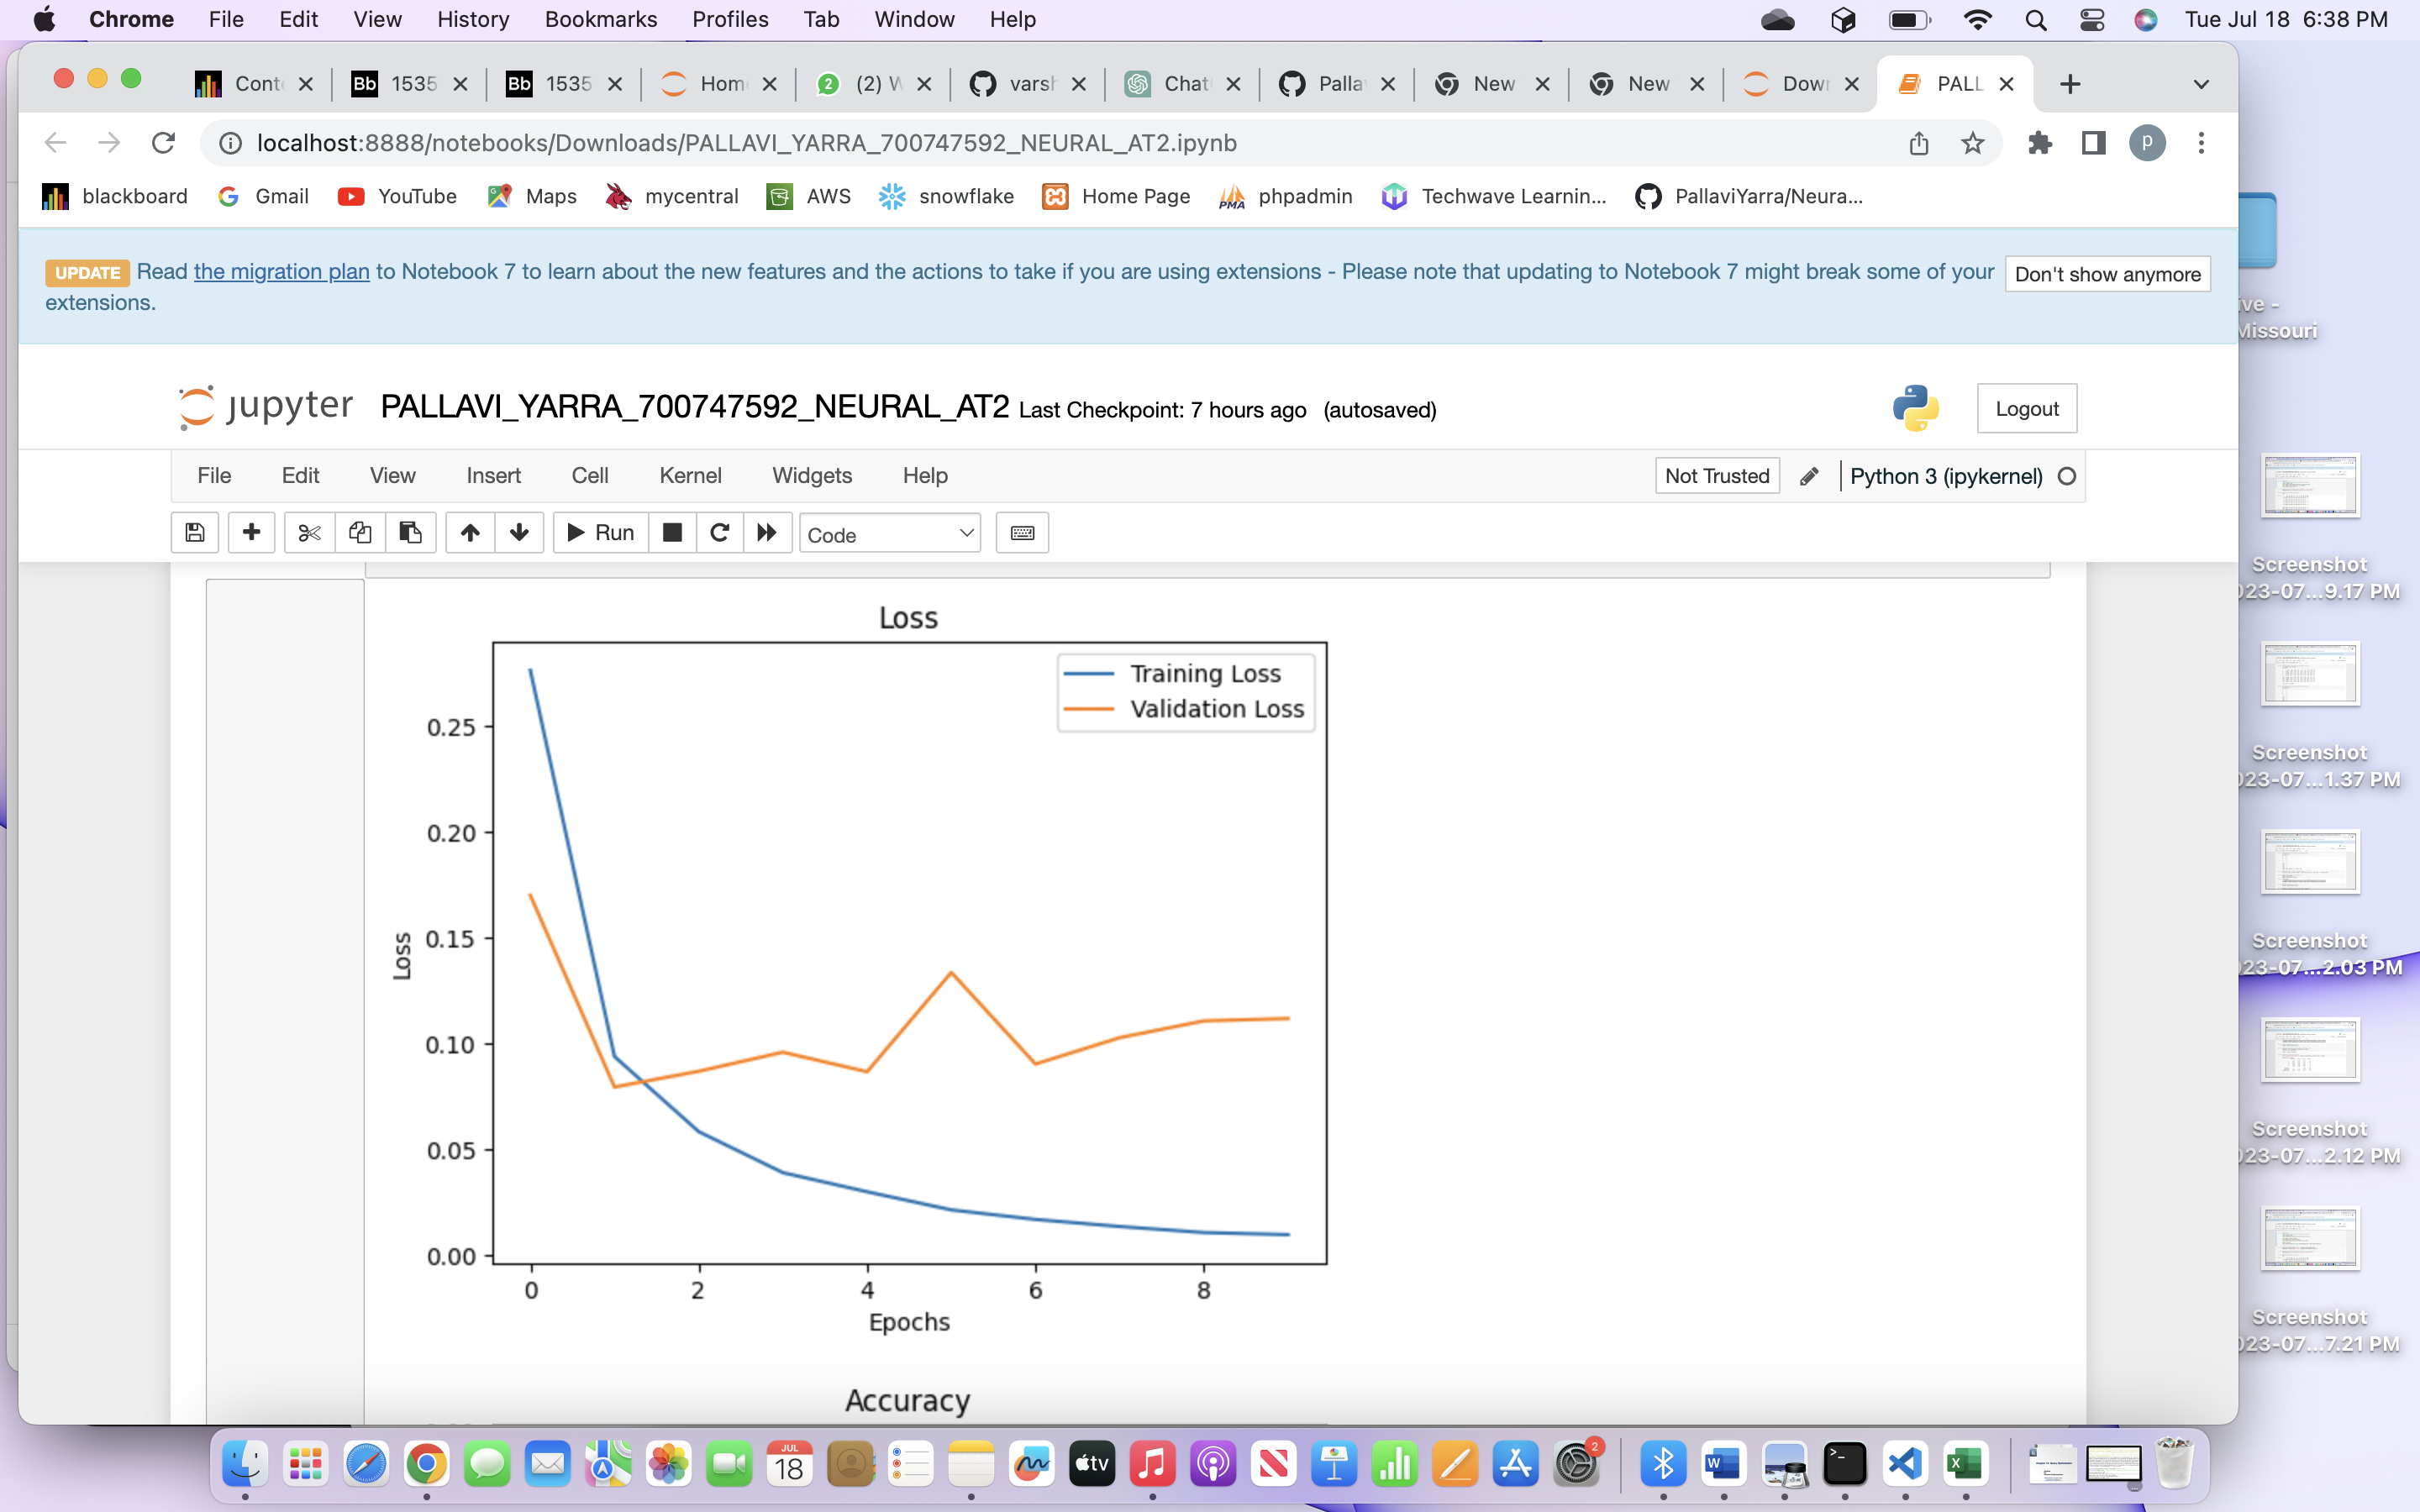 Chrome File Edit View History Bookmarks Profiles Tab Window Help Tue Jul 18 6:38 PM
Cont Bb 1535 Bb 1535 Hom 2 (2) W varsh Chat Palla New New Down PALL
localhost:8888/notebooks/Downloads/PALLAVI_YARRA_700747592_NEURAL_AT2.ipynb p
blackboard Gmail YouTube Maps mycentral AWS snowflake Home Page PMA phpadmin Techwave Learnin... PallaviYarra/Neura...
UPDATE Read the migration plan to Notebook 7 to learn about the new features and the actions to take if you are using extensions - Please note that updating to Notebook 7 might break some of your
extensions.
Don't show anymore
ive -
Missouri
jupyter PALLAVI_YARRA_700747592_NEURAL_AT2 Last Checkpoint: 7 hours ago (autosaved)
Logout
File Edit View Insert Cell Kernel Widgets Help Not Trusted Python 3 (ipykernel)
Run Code
Loss
Training Loss
Validation Loss
0.25
0.20
0.15
0.10
0.05
0.00
Loss
0 2 4 6 8
Epochs
Accuracy
Screenshot
023-07...9.17 PM
Screenshot
023-07...1.37 PM
Screenshot
023-07...2.03 PM
Screenshot
023-07...2.12 PM
Screenshot
023-07...7.21 PM
JUL
18
tv
2
W
X